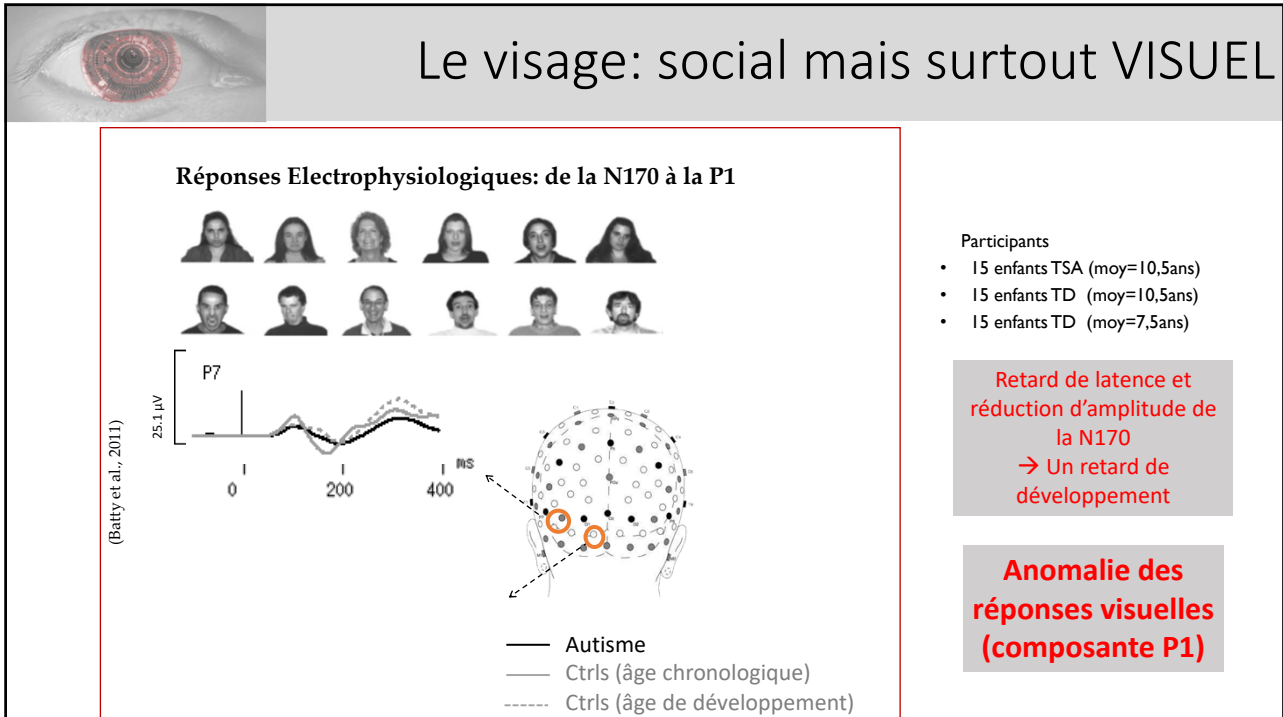 Le visage: social mais surtout VISUEL
Réponses Electrophysiologiques: de la N170 à la P1
P7
25.1 µV
(Batty et al., 2011)
ms
0 200 400
Autisme
Ctrls (âge chronologique)
Ctrls (âge de développement)
Participants
• 15 enfants TSA (moy=10,5ans)
• 15 enfants TD (moy=10,5ans)
• 15 enfants TD (moy=7,5ans)
Retard de latence et
réduction d’amplitude de
la N170
→ Un retard de
développement
Anomalie des
réponses visuelles
(composante P1)